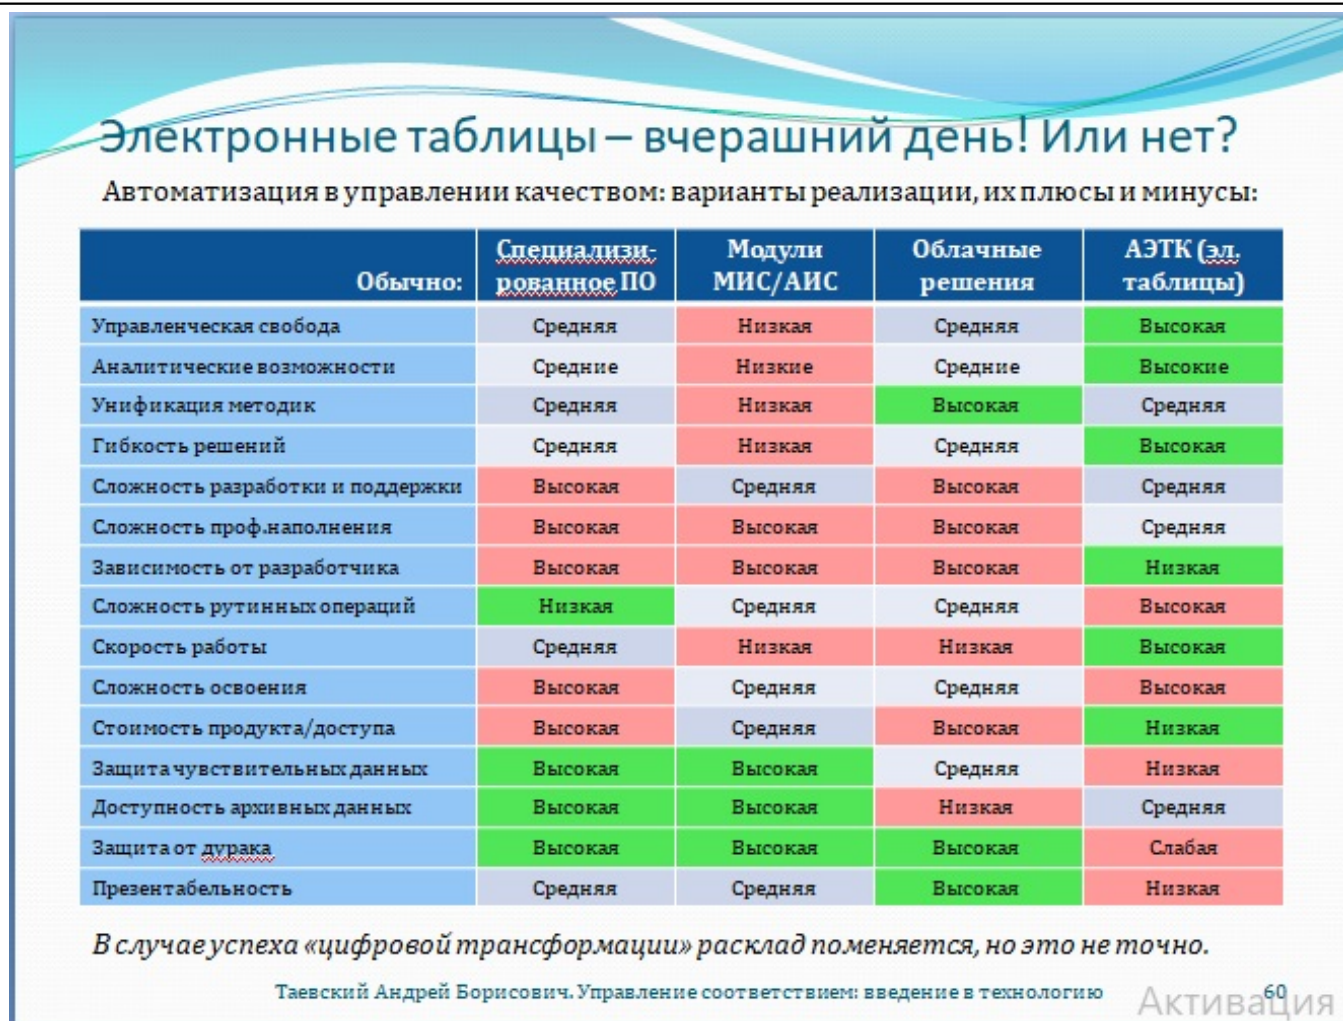 Электронные таблицы – вчерашний день! Или нет?
Автоматизация в управлении качеством: варианты реализации, их плюсы и минусы:
Обычно: Специализи- Модули Облачные АЭТК (эл.
рованное ПО МИС/АИС решения таблицы)
Управленческая свобода Средняя Низкая Средняя Высокая
Аналитические возможности Средние Низкие Средние Высокие
Унификация методик Средняя Низкая Высокая Средняя
Гибкость решений Средняя Низкая Средняя Высокая
Сложность разработки и поддержки Высокая Средняя Высокая Средняя
Сложность проф.наполнения Высокая Высокая Высокая Средняя
Зависимость от разработчика Высокая Высокая Высокая Низкая
Сложность рутинных операций Низкая Средняя Средняя Высокая
Скорость работы Средняя Низкая Низкая Высокая
Сложность освоения Высокая Средняя Средняя Высокая
Стоимость продукта/доступа Высокая Средняя Высокая Низкая
Защита чувствительных данных Высокая Высокая Средняя Низкая
Доступность архивных данных Высокая Высокая Низкая Средняя
Защита от дурака Высокая Высокая Высокая Слабая
Презентабельность Средняя Средняя Высокая Низкая
В случае успеха «цифровой трансформации» расклад поменяется, но это не точно.
Таевский Андрей Борисович. Управление соответствием: введение в технологию 60
Активация